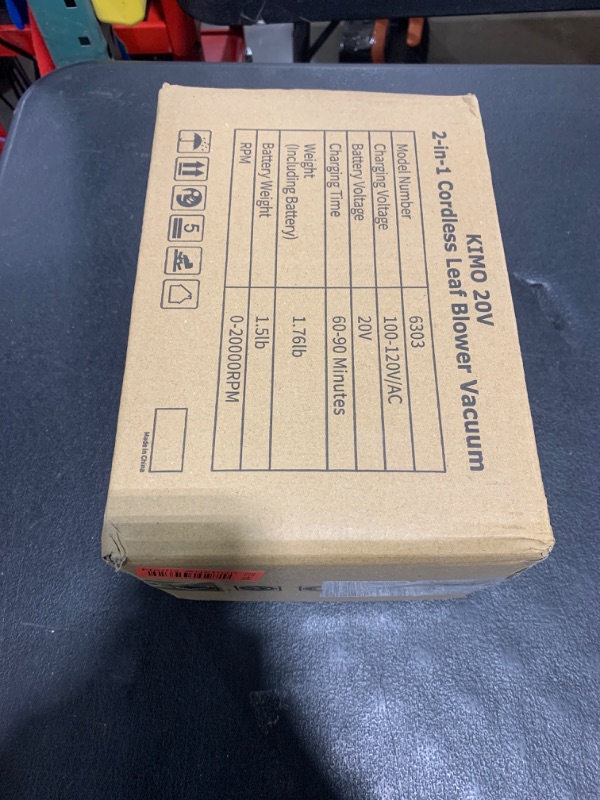 KIMO 20V
2-in-1 Cordless Leaf Blower Vacuum
Model Number 6303
Charging Voltage 100-120V/AC
Battery Voltage 20V
Charging Time 60-90 Minutes
Weight
(Including Battery) 1.76lb
Battery Weight 1.5lb
RPM 0-20000RPM
5
Made in China